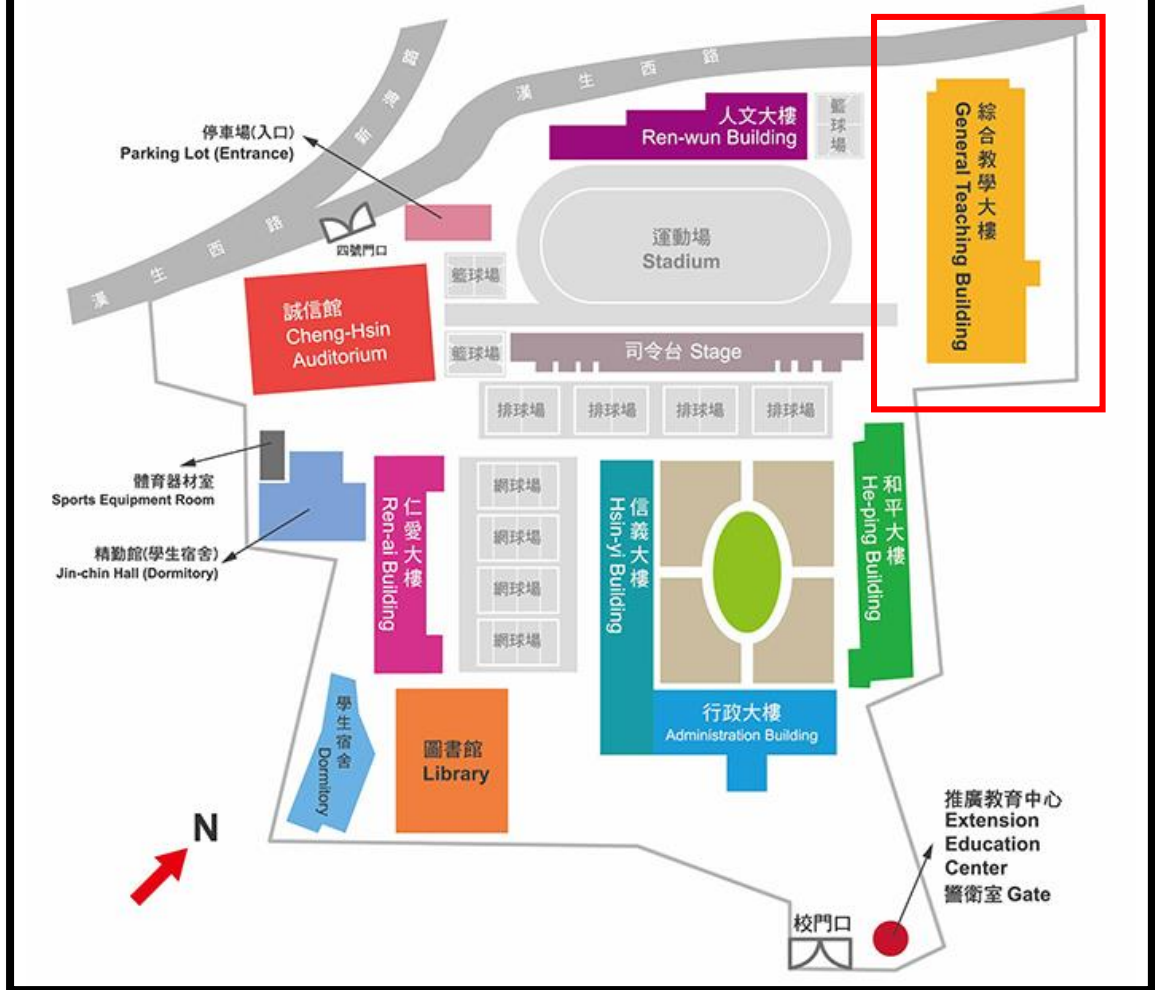 新海路
漢生西路
停車場(入口)
Parking Lot (Entrance)
人文大樓
Ren-wun Building
籃球場
綜合教學大樓
General Teaching Building
漢生西路
四號門口
運動場
Stadium
籃球場
誠信館
Cheng-Hsin
Auditorium
籃球場
司令台 Stage
排球場
排球場
排球場
排球場
體育器材室
Sports Equipment Room
精勤館(學生宿舍)
Jin-chin Hall (Dormitory)
仁愛大樓
Ren-ai Building
網球場
網球場
網球場
網球場
信義大樓
Hsin-yi Building
和平大樓
He-ping Building
學生宿舍
Dormitory
圖書館
Library
行政大樓
Administration Building
N
推廣教育中心
Extension
Education
Center
警衛室 Gate
校門口